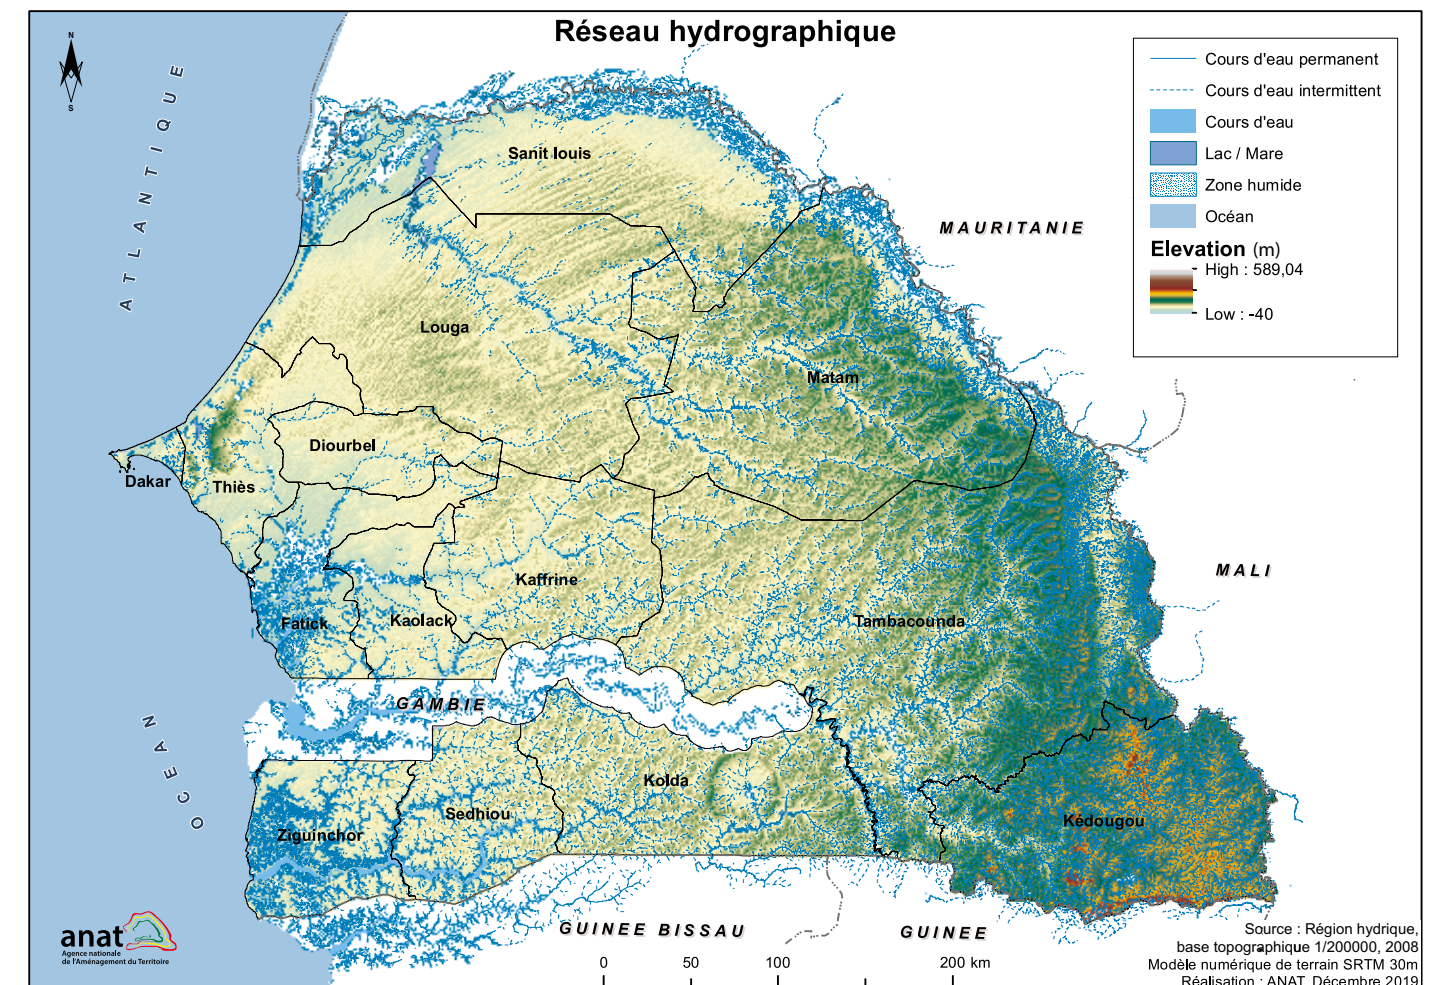 Réseau hydrographique
N
S
Cours d'eau permanent
Cours d'eau intermittent
Cours d'eau
Lac / Mare
Zone humide
Océan
Elevation (m)
High : 589,04
Low : -40
ATLANTIQUE
OCEAN
MAURITANIE
MALI
GAMBIE
GUINEE BISSAU
GUINEE
Sanit louis
Louga
Matam
Diourbel
Dakar
Thiès
Kaffrine
Fatick
Kaolack
Tambacounda
Kolda
Sedhiou
Ziguinchor
Kédougou
anat
Agence nationale
de l'Aménagement du Territoire
0 50 100 200 km
Source : Région hydrique,
base topographique 1/200000, 2008
Modèle numérique de terrain SRTM 30m
Réalisation : ANAT, Décembre 2019